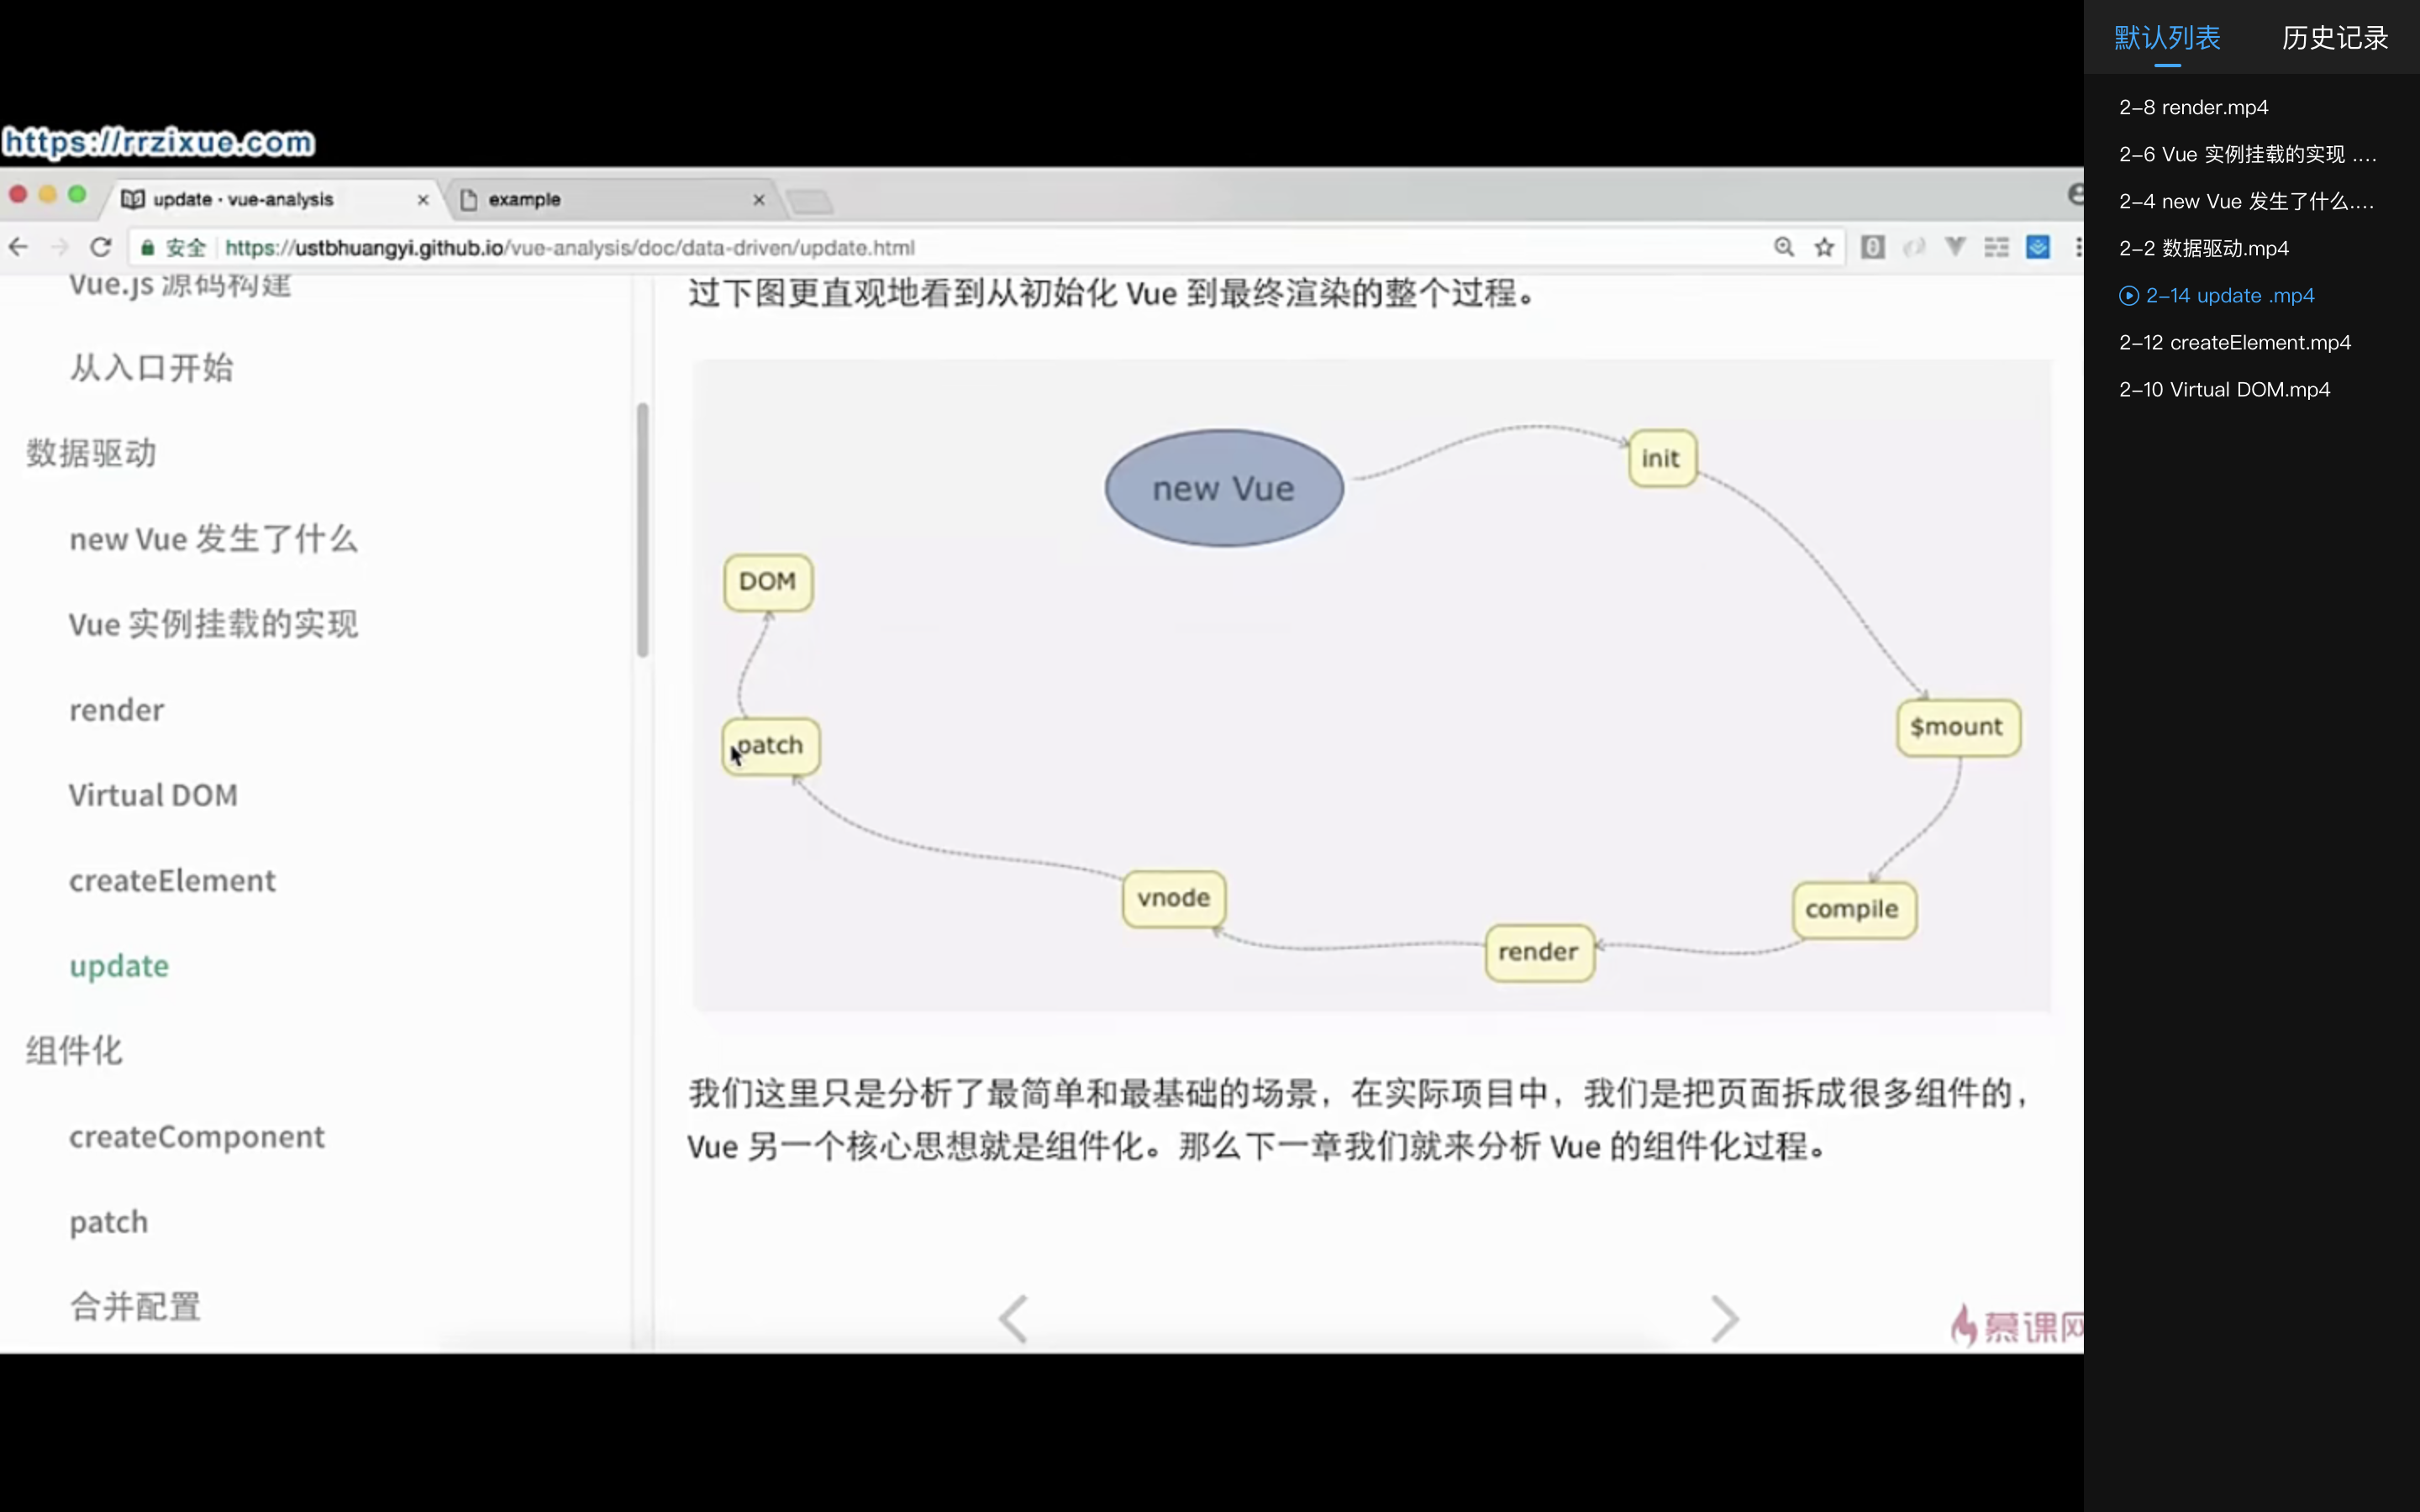 默认列表
历史记录
2-8 render.mp4
2-6 Vue 实例挂载的实现 ....
2-4 new Vue 发生了什么....
2-2 数据驱动.mp4
2-14 update .mp4
2-12 createElement.mp4
2-10 Virtual DOM.mp4
https://rrzixue.com
update · vue-analysis
example
安全
https://ustbhuangyi.github.io/vue-analysis/doc/data-driven/update.html
Vue.js 源码构建
从入口开始
数据驱动
new Vue 发生了什么
Vue 实例挂载的实现
render
Virtual DOM
createElement
update
组件化
createComponent
patch
合并配置
过下图更直观地看到从初始化 Vue 到最终渲染的整个过程。
new Vue
init
DOM
$mount
patch
vnode
compile
render
我们这里只是分析了最简单和最基础的场景，在实际项目中，我们是把页面拆成很多组件的，
Vue 另一个核心思想就是组件化。那么下一章我们就来分析 Vue 的组件化过程。
慕课网